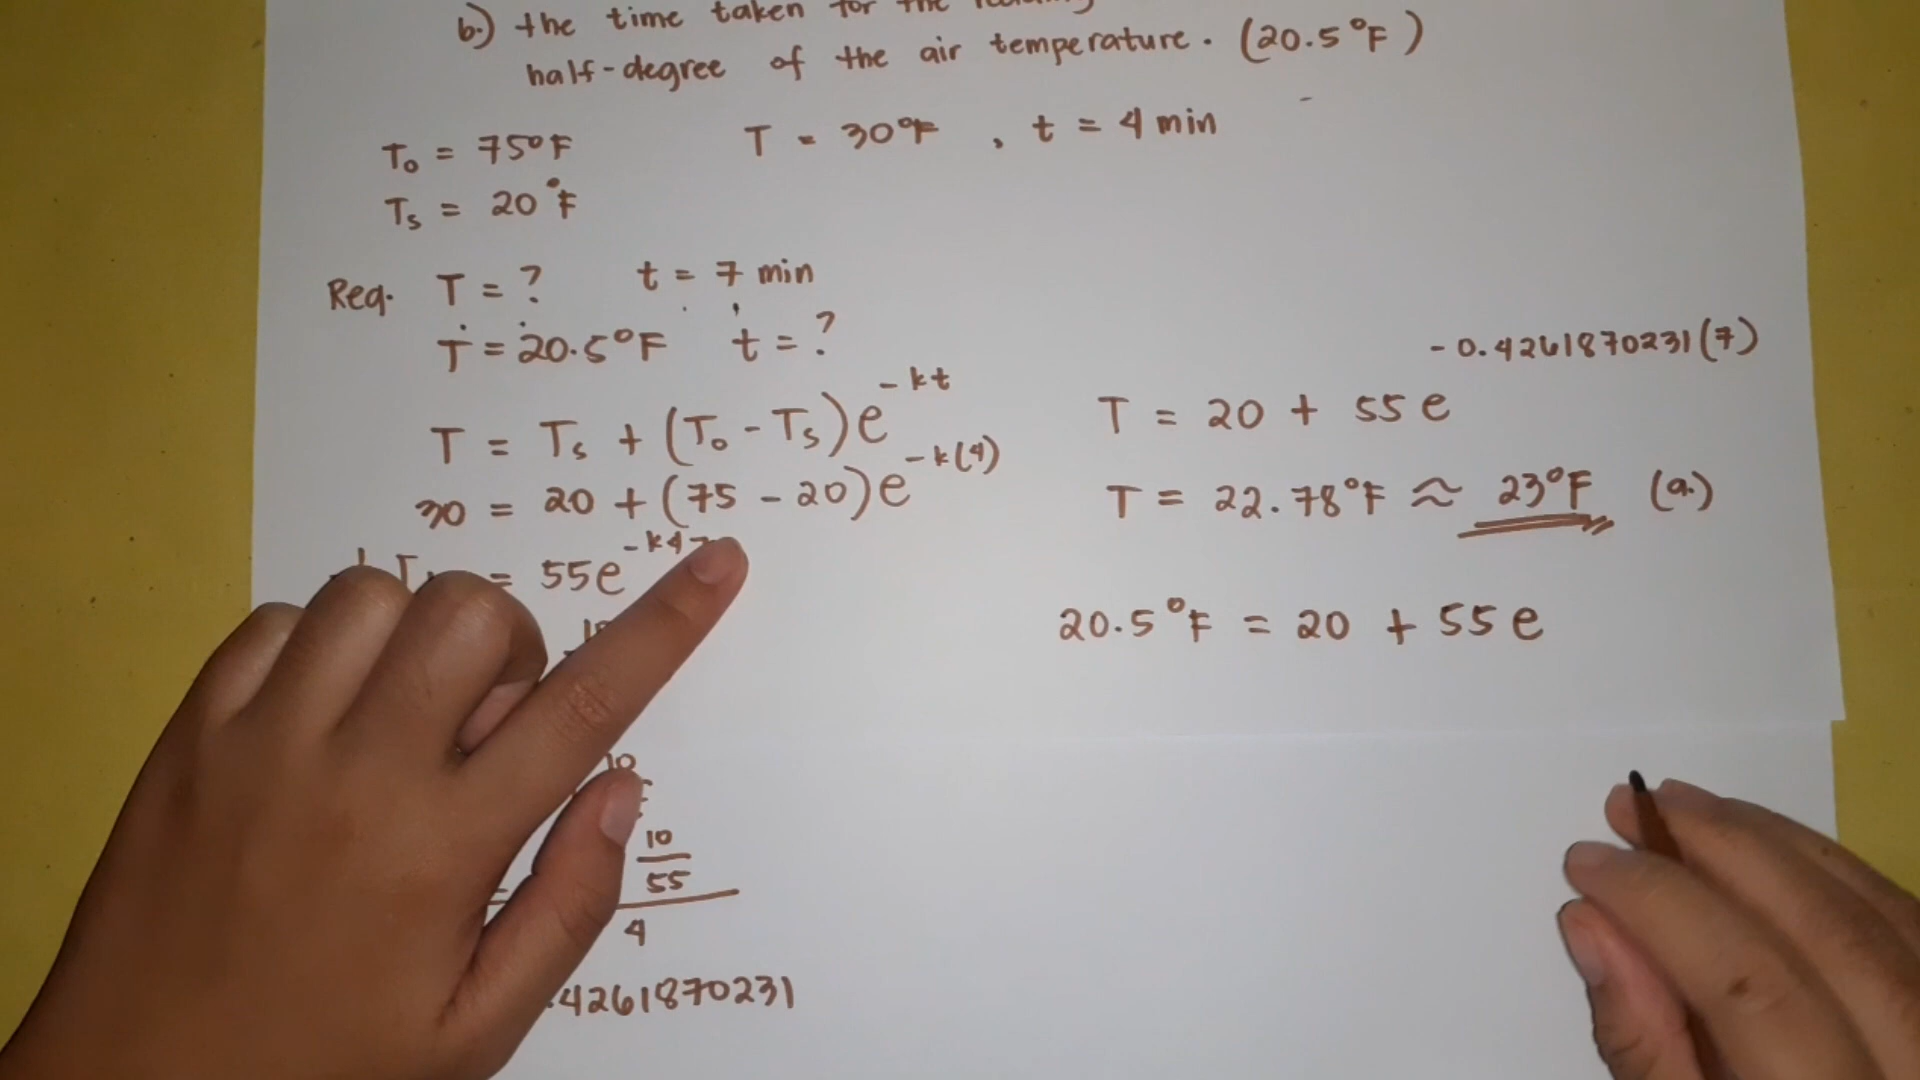 b.) the time taken for the
half-degree of the air temperature. (20.5°F)
T₀ = 75°F T = 30°F , t = 4 min
Tₛ = 20°F
Req. T = ? t = 7 min
T = 20.5°F t = ?
T = Tₛ + (T₀ - Tₛ)e^-kt
30 = 20 + (75 - 20)e^-k(4)
= 55e
10
55
4
.4261870231
-0.4261870231(7)
T = 20 + 55e
T = 22.78°F ≈ 23°F (a.)
20.5°F = 20 + 55e